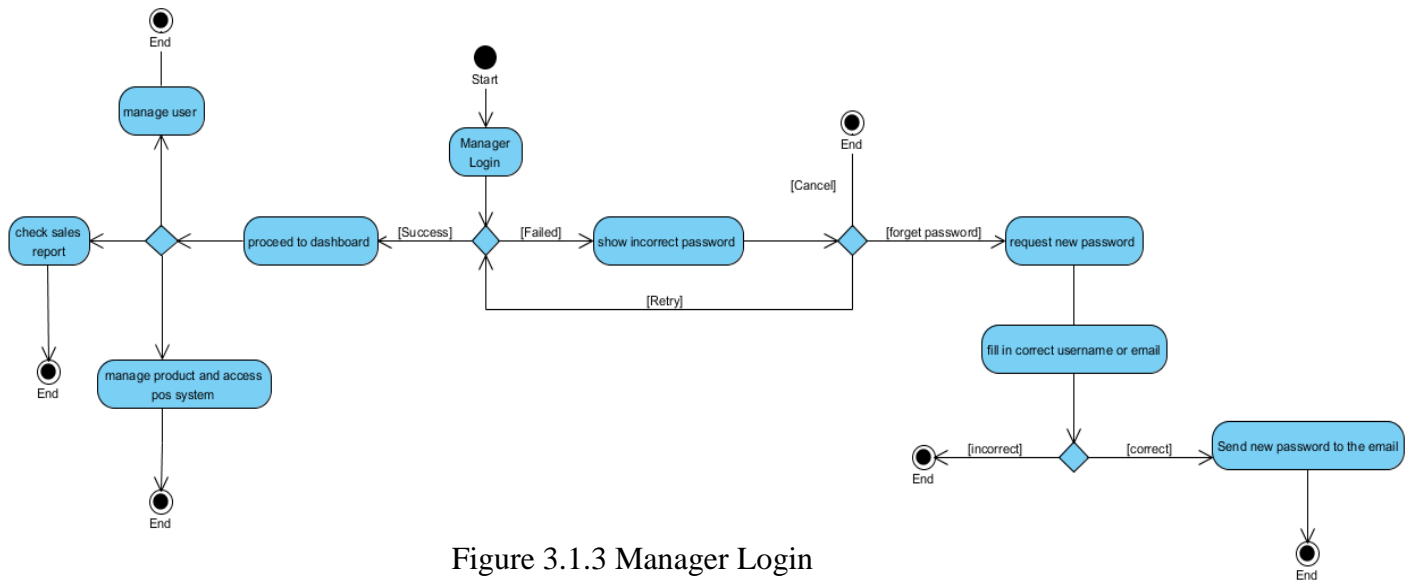 End
Start
manage user
Manager
Login
End
[Cancel]
check sales
report
proceed to dashboard
[Success]
[Failed]
show incorrect password
[forget password]
request new password
[Retry]
fill in correct username or email
End
manage product and access
pos system
[incorrect]
[correct]
Send new password to the email
End
End
Figure 3.1.3 Manager Login
End